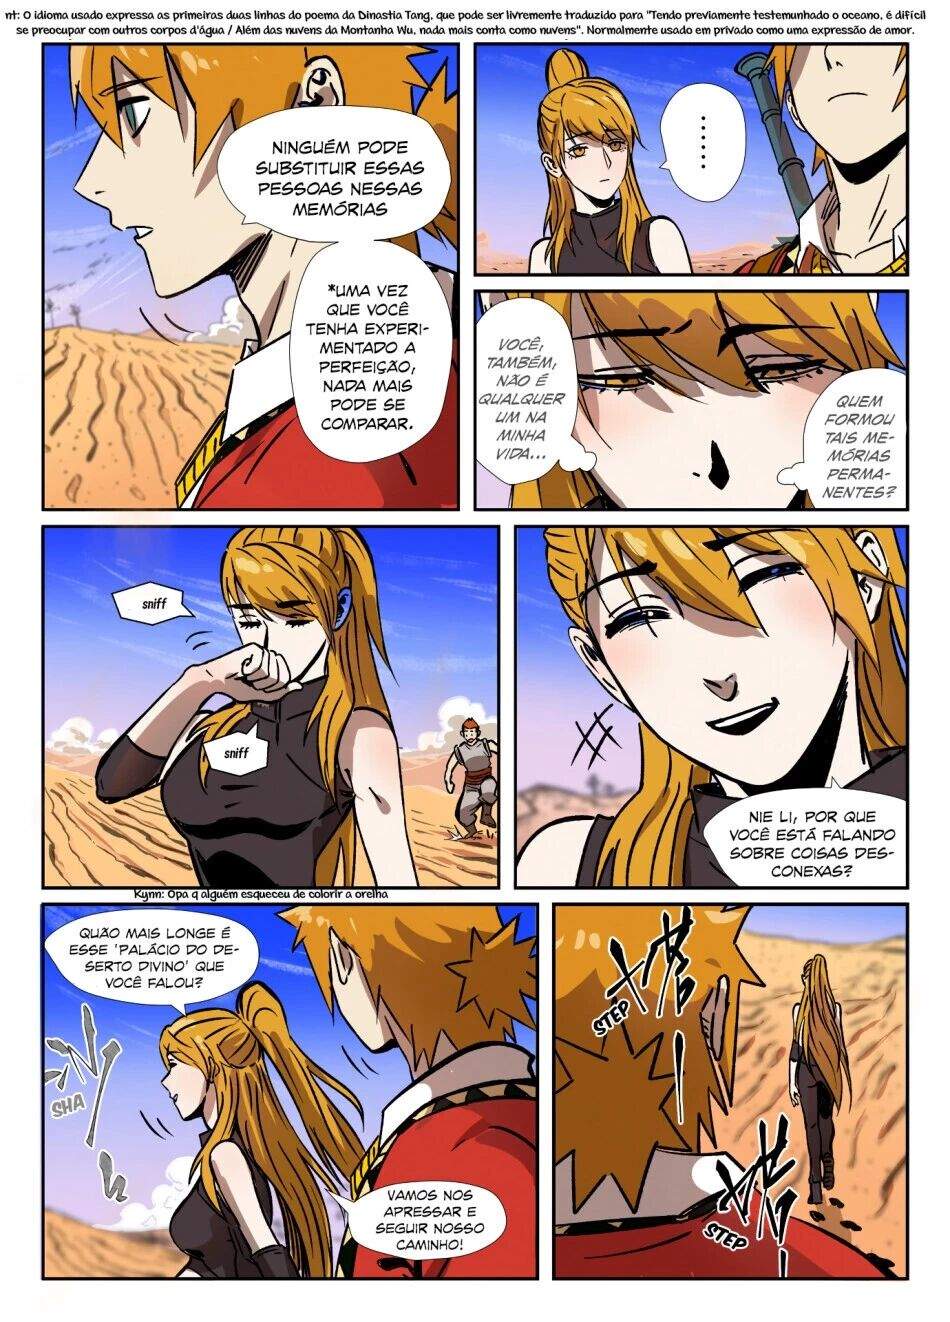 nt: O idioma usado expressa as primeiras duas linhas do poema da Dinastia Tang, que pode ser livremente traduzido para "Tendo previamente testemunhado o oceano, é difícil
se preocupar com outros corpos d'água / Além das nuvens da Montanha Wu, nada mais conta como nuvens". Normalmente usado em privado como uma expressão de amor.
NINGUÉM PODE
SUBSTITUIR ESSAS
PESSOAS NESSAS
MEMÓRIAS
*UMA VEZ
QUE VOCÊ
TENHA EXPERI-
MENTADO A
PERFEIÇÃO,
NADA MAIS
PODE SE
COMPARAR.
......
VOCÊ,
TAMBÉM,
NÃO É
QUALQUER
UM NA
MINHA
VIDA...
QUEM
FORMOU
TAIS ME-
MÓRIAS
PERMA-
NENTES?
sniff
sniff
NIE LI, POR QUE
VOCÊ ESTÁ FALANDO
SOBRE COISAS DES-
CONEXAS?
Kynn: Opa q alguém esqueceu de colorir a orelha
QUÃO MAIS LONGE É
ESSE 'PALÁCIO DO DE-
SERTO DIVINO' QUE
VOCÊ FALOU?
SHA
VAMOS NOS
APRESSAR E
SEGUIR NOSSO
CAMINHO!
STEP
STEP